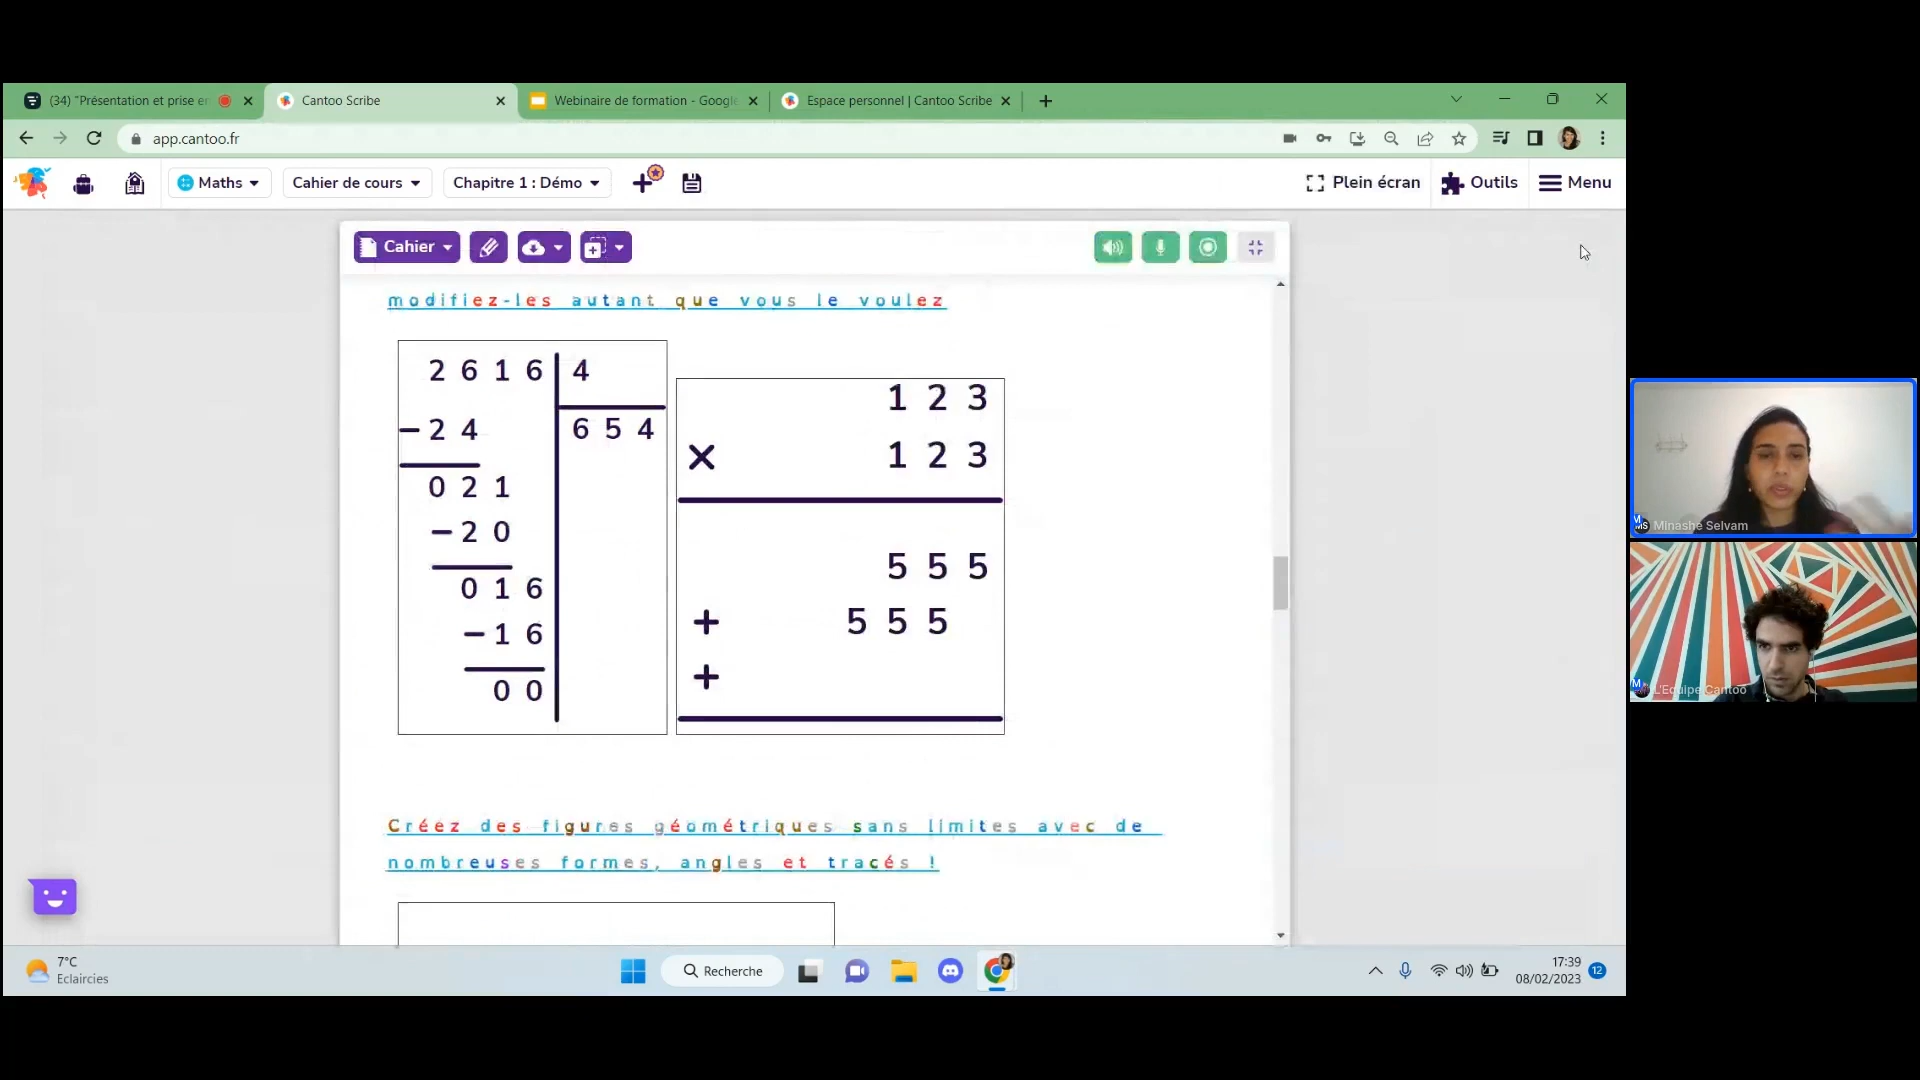 (34) "Présentation et prise en
Cantoo Scribe
Webinaire de formation - Google
Espace personnel | Cantoo Scribe
app.cantoo.fr
Maths
Cahier de cours
Chapitre 1 : Démo
Plein écran
Outils
Menu
Cahier
modifiez-les autant que vous le voulez
2 6 1 6 4
− 2 4 6 5 4
0 2 1
− 2 0
0 1 6
− 1 6
0 0
1 2 3
× 1 2 3
5 5 5
+ 5 5 5
+
Créez des figures géométriques sans limites avec de
nombreuses formes, angles et tracés !
M
MS Minashe Selvam
M
L'Equipe Cantoo
7°C
Eclaircies
Recherche
17:39
08/02/2023
12